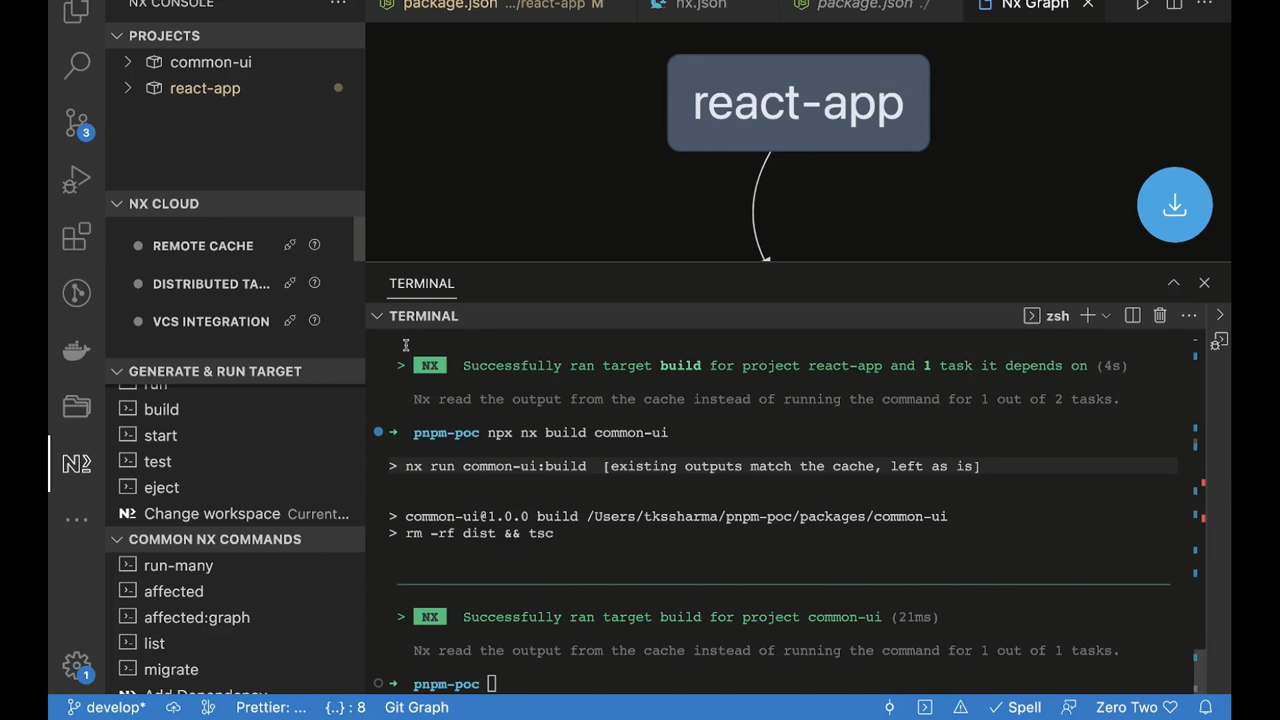 NX CONSOLE
package.json .../react-app M
nx.json
package.json ./
Nx Graph
PROJECTS
common-ui
react-app
react-app
3
NX CLOUD
REMOTE CACHE
DISTRIBUTED TA...
VCS INTEGRATION
GENERATE & RUN TARGET
run
build
start
test
eject
Change workspace Current...
COMMON NX COMMANDS
run-many
affected
affected:graph
list
migrate
Add Dependency
1
TERMINAL
TERMINAL
zsh
> NX Successfully ran target build for project react-app and 1 task it depends on (4s)
Nx read the output from the cache instead of running the command for 1 out of 2 tasks.
pnpm-poc npx nx build common-ui
> nx run common-ui:build [existing outputs match the cache, left as is]
> common-ui@1.0.0 build /Users/tkssharma/pnpm-poc/packages/common-ui
> rm -rf dist && tsc
> NX Successfully ran target build for project common-ui (21ms)
Nx read the output from the cache instead of running the command for 1 out of 1 tasks.
pnpm-poc
develop*
Prettier: ...
{..} : 8
Git Graph
Spell
Zero Two